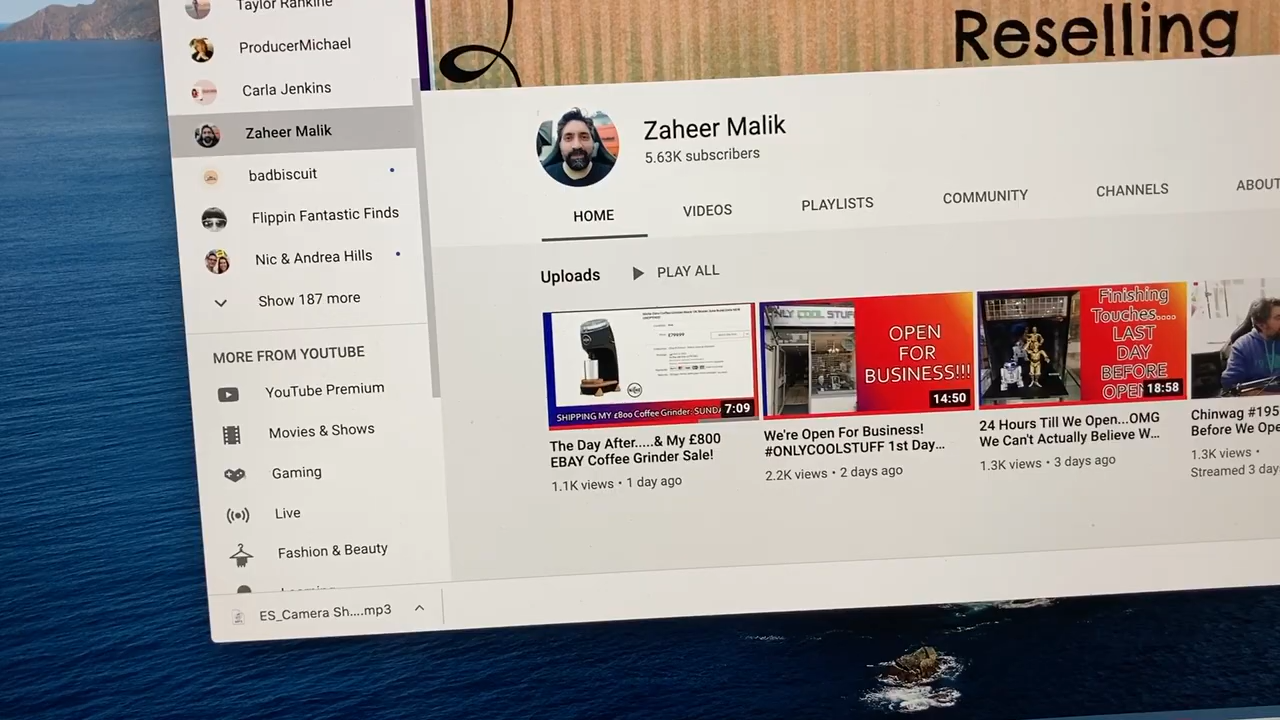 Taylor Rankine
ProducerMichael
Carla Jenkins
Zaheer Malik
badbiscuit
Flippin Fantastic Finds
Nic & Andrea Hills
Show 187 more
MORE FROM YOUTUBE
YouTube Premium
Movies & Shows
Gaming
Live
Fashion & Beauty
ES_Camera Sh....mp3
Reselling
Zaheer Malik
5.63K subscribers
HOME
VIDEOS
PLAYLISTS
COMMUNITY
CHANNELS
ABOUT
Uploads
PLAY ALL
SHIPPING MY £800 Coffee Grinder: SUNDA
7:09
The Day After.....& My £800
EBAY Coffee Grinder Sale!
1.1K views • 1 day ago
ONLY COOL STUFF
OPEN
FOR
BUSINESS!!!
14:50
We're Open For Business!
#ONLYCOOLSTUFF 1st Day...
2.2K views • 2 days ago
Finishing
Touches....
LAST
DAY
BEFORE
OPEN
18:58
24 Hours Till We Open...OMG
We Can't Actually Believe W...
1.3K views • 3 days ago
Chinwag #195
Before We Ope
1.3K views •
Streamed 3 day